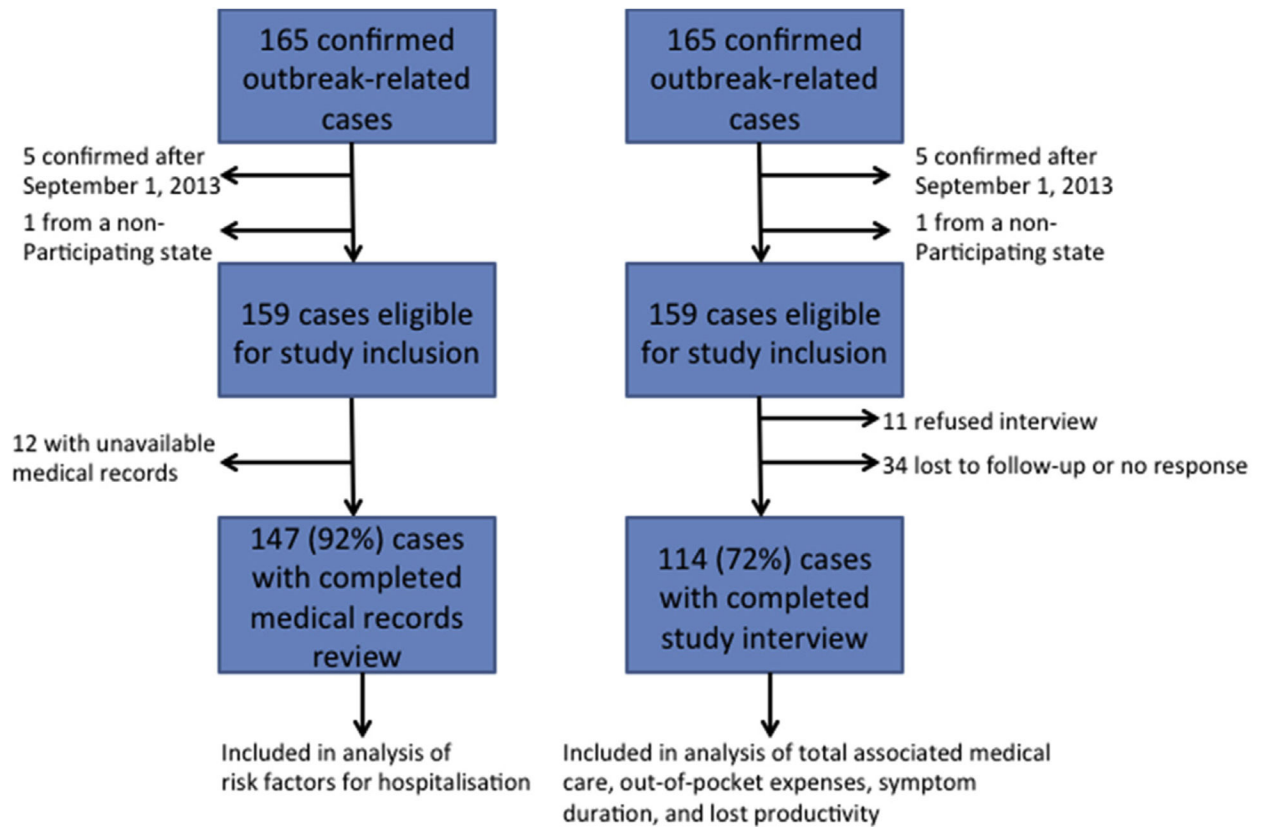 165 confirmed
outbreak-related
cases
5 confirmed after
September 1, 2013
1 from a non-
Participating state
159 cases eligible
for study inclusion
12 with unavailable
medical records
147 (92%) cases
with completed
medical records
review
Included in analysis of
risk factors for hospitalisation
165 confirmed
outbreak-related
cases
5 confirmed after
September 1, 2013
1 from a non-
Participating state
159 cases eligible
for study inclusion
11 refused interview
34 lost to follow-up or no response
114 (72%) cases
with completed
study interview
Included in analysis of total associated medical
care, out-of-pocket expenses, symptom
duration, and lost productivity